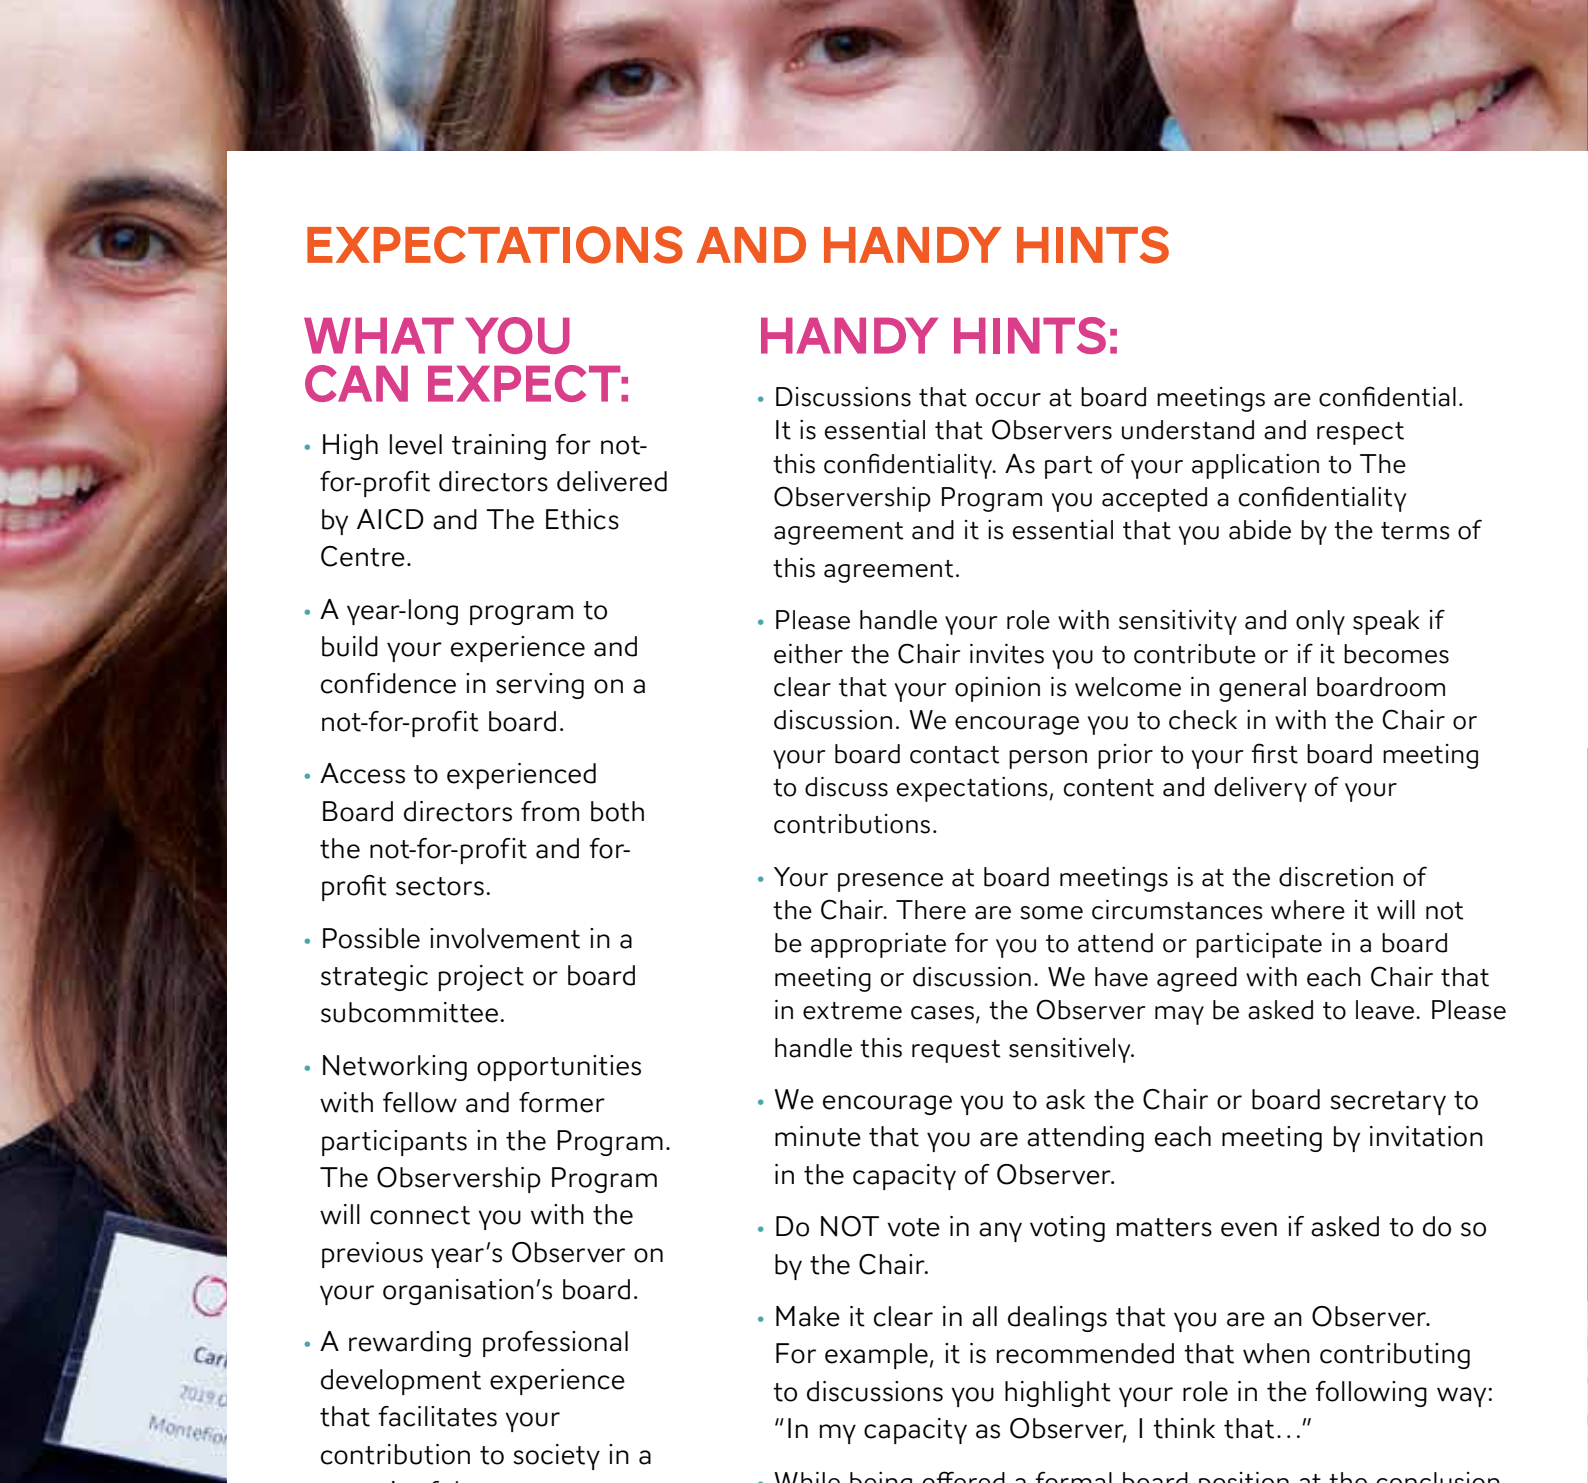 EXPECTATIONS AND HANDY HINTS
WHAT YOU
CAN EXPECT:
• High level training for not-
for-profit directors delivered
by AICD and The Ethics
Centre.
• A year-long program to
build your experience and
confidence in serving on a
not-for-profit board.
• Access to experienced
Board directors from both
the not-for-profit and for-
profit sectors.
• Possible involvement in a
strategic project or board
subcommittee.
• Networking opportunities
with fellow and former
participants in the Program.
The Observership Program
will connect you with the
previous year’s Observer on
your organisation’s board.
• A rewarding professional
development experience
that facilitates your
contribution to society in a
HANDY HINTS:
• Discussions that occur at board meetings are confidential.
It is essential that Observers understand and respect
this confidentiality. As part of your application to The
Observership Program you accepted a confidentiality
agreement and it is essential that you abide by the terms of
this agreement.
• Please handle your role with sensitivity and only speak if
either the Chair invites you to contribute or if it becomes
clear that your opinion is welcome in general boardroom
discussion. We encourage you to check in with the Chair or
your board contact person prior to your first board meeting
to discuss expectations, content and delivery of your
contributions.
• Your presence at board meetings is at the discretion of
the Chair. There are some circumstances where it will not
be appropriate for you to attend or participate in a board
meeting or discussion. We have agreed with each Chair that
in extreme cases, the Observer may be asked to leave. Please
handle this request sensitively.
• We encourage you to ask the Chair or board secretary to
minute that you are attending each meeting by invitation
in the capacity of Observer.
• Do NOT vote in any voting matters even if asked to do so
by the Chair.
• Make it clear in all dealings that you are an Observer.
For example, it is recommended that when contributing
to discussions you highlight your role in the following way:
“In my capacity as Observer, I think that…”
• While being offered a formal board position at the conclusion
2019